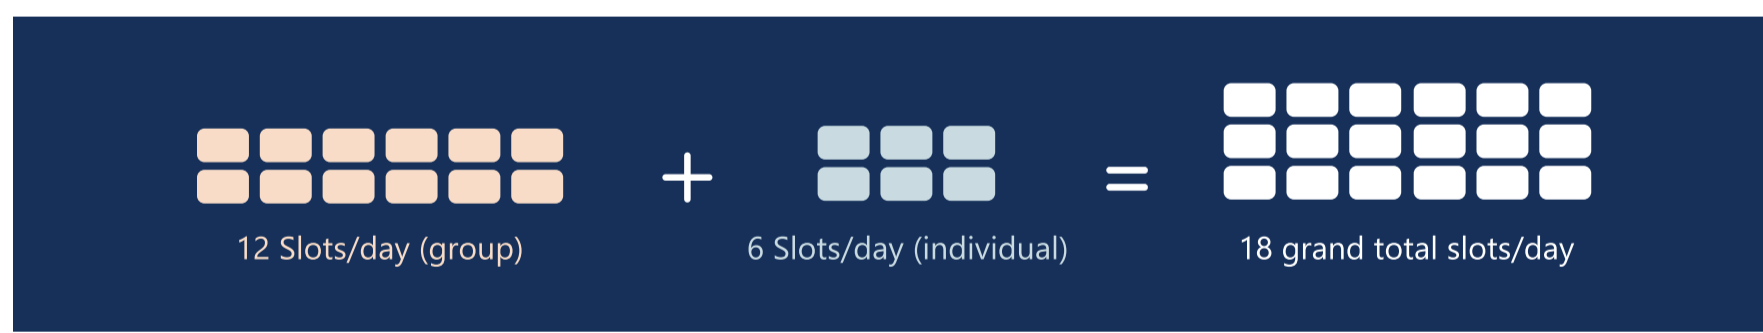 12 Slots/day (group)
+
6 Slots/day (individual)
=
18 grand total slots/day